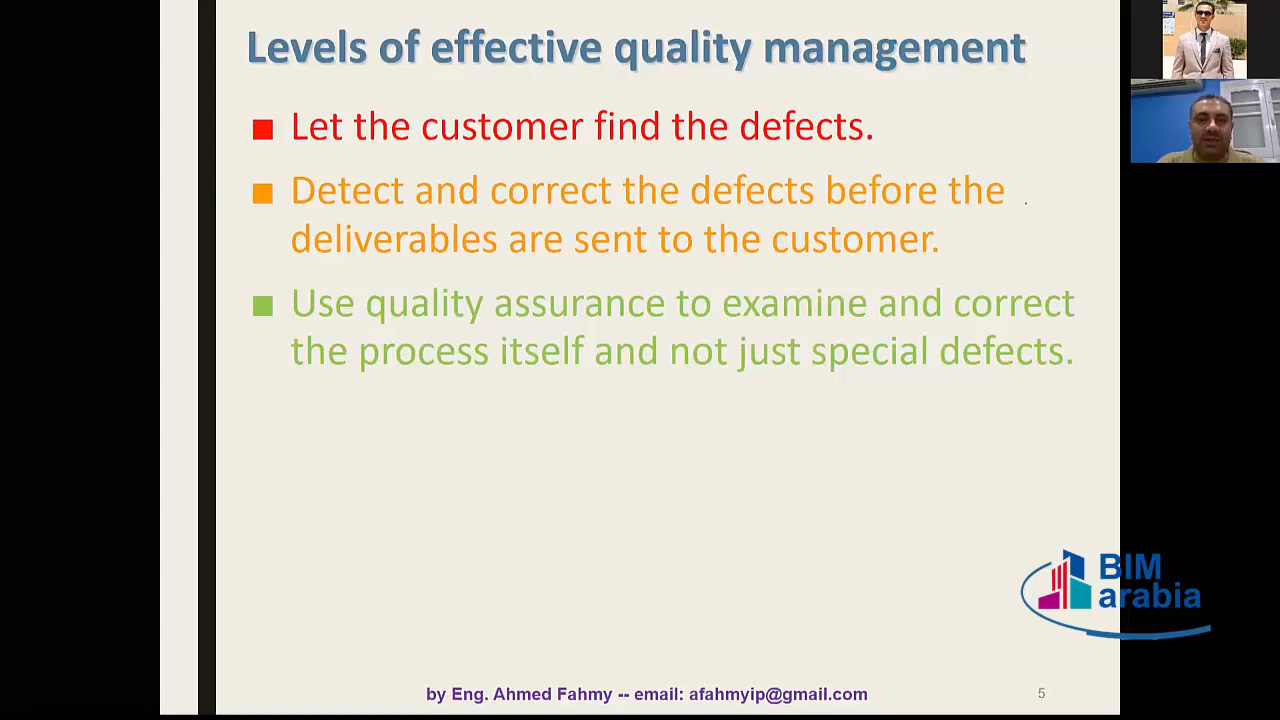 Levels of effective quality management
Let the customer find the defects.
Detect and correct the defects before the
deliverables are sent to the customer.
Use quality assurance to examine and correct
the process itself and not just special defects.
BIM
arabia
by Eng. Ahmed Fahmy -- email: afahmyip@gmail.com
5